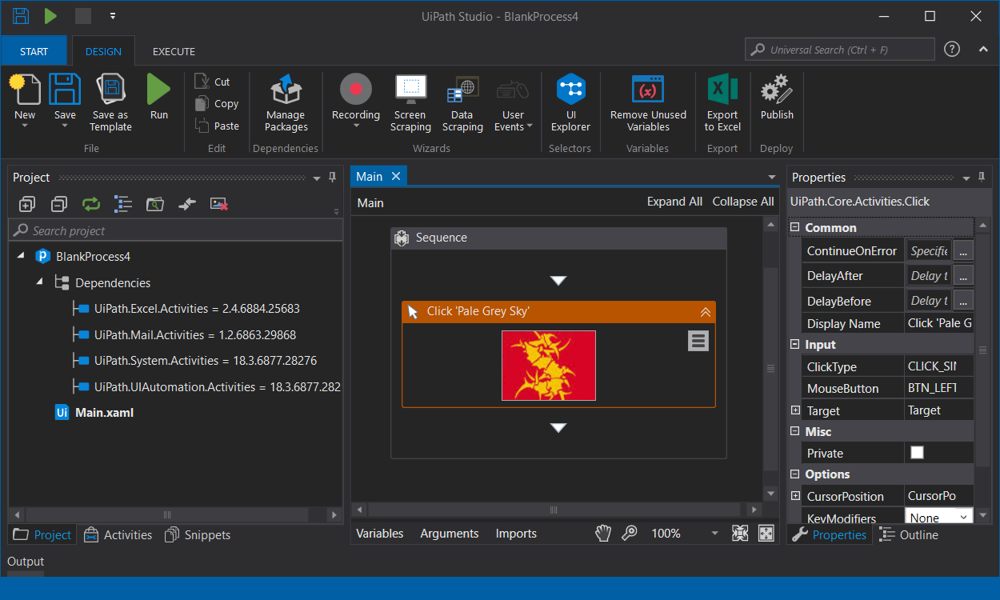 UiPath Studio - BlankProcess4
START
DESIGN
EXECUTE
Universal Search (Ctrl + F)
New
Save
Save as
Template
Run
Cut
Copy
Paste
Manage
Packages
Recording
Screen
Scraping
Data
Scraping
User
Events
UI
Explorer
Remove Unused
Variables
Export
to Excel
Publish
File
Edit
Dependencies
Wizards
Selectors
Variables
Export
Deploy
Project
Search project
BlankProcess4
Dependencies
UiPath.Excel.Activities = 2.4.6884.25683
UiPath.Mail.Activities = 1.2.6863.29868
UiPath.System.Activities = 18.3.6877.28276
UiPath.UIAutomation.Activities = 18.3.6877.282
Ui Main.xaml
Project
Activities
Snippets
Main
Main
Expand All
Collapse All
Sequence
Click 'Pale Grey Sky'
Variables
Arguments
Imports
100%
Properties
UiPath.Core.Activities.Click
Common
ContinueOnError Specifie ...
DelayAfter Delay t ...
DelayBefore Delay t ...
Display Name Click 'Pale G
Input
ClickType CLICK_SIN
MouseButton BTN_LEFT
Target Target
Misc
Private
Options
CursorPosition CursorPo
KeyModifiers None
Properties
Outline
Output